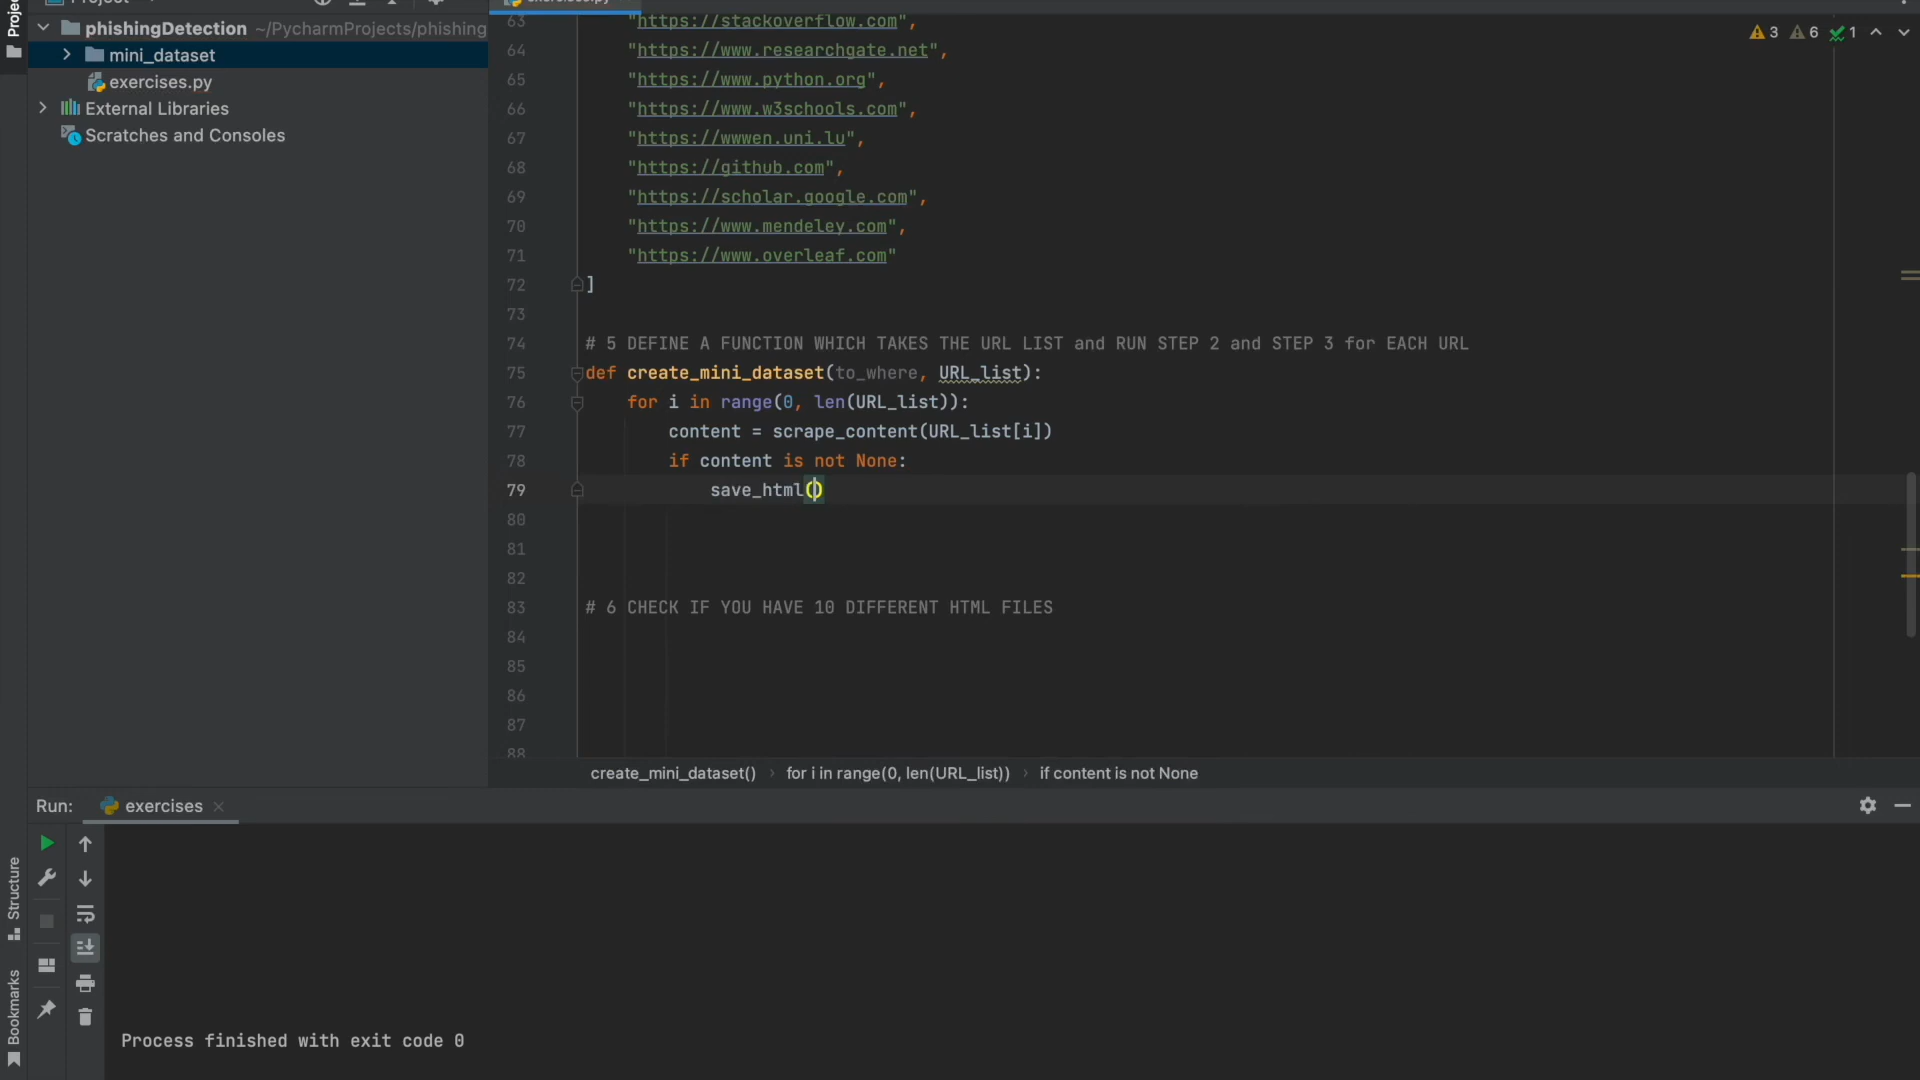 Project
phishingDetection ~/PycharmProjects/phishing
mini_dataset
exercises.py
External Libraries
Scratches and Consoles
Project
Structure
Bookmarks
exercises.py
3 6 1
63 "https://stackoverflow.com",
64 "https://www.researchgate.net",
65 "https://www.python.org",
66 "https://www.w3schools.com",
67 "https://wwwen.uni.lu",
68 "https://github.com",
69 "https://scholar.google.com",
70 "https://www.mendeley.com",
71 "https://www.overleaf.com"
72 ]
73
74 # 5 DEFINE A FUNCTION WHICH TAKES THE URL LIST and RUN STEP 2 and STEP 3 for EACH URL
75 def create_mini_dataset(to_where, URL_list):
76 for i in range(0, len(URL_list)):
77 content = scrape_content(URL_list[i])
78 if content is not None:
79 save_html()
80
81
82
83 # 6 CHECK IF YOU HAVE 10 DIFFERENT HTML FILES
84
85
86
87
88
create_mini_dataset() › for i in range(0, len(URL_list)) › if content is not None
Run: exercises ×
Process finished with exit code 0